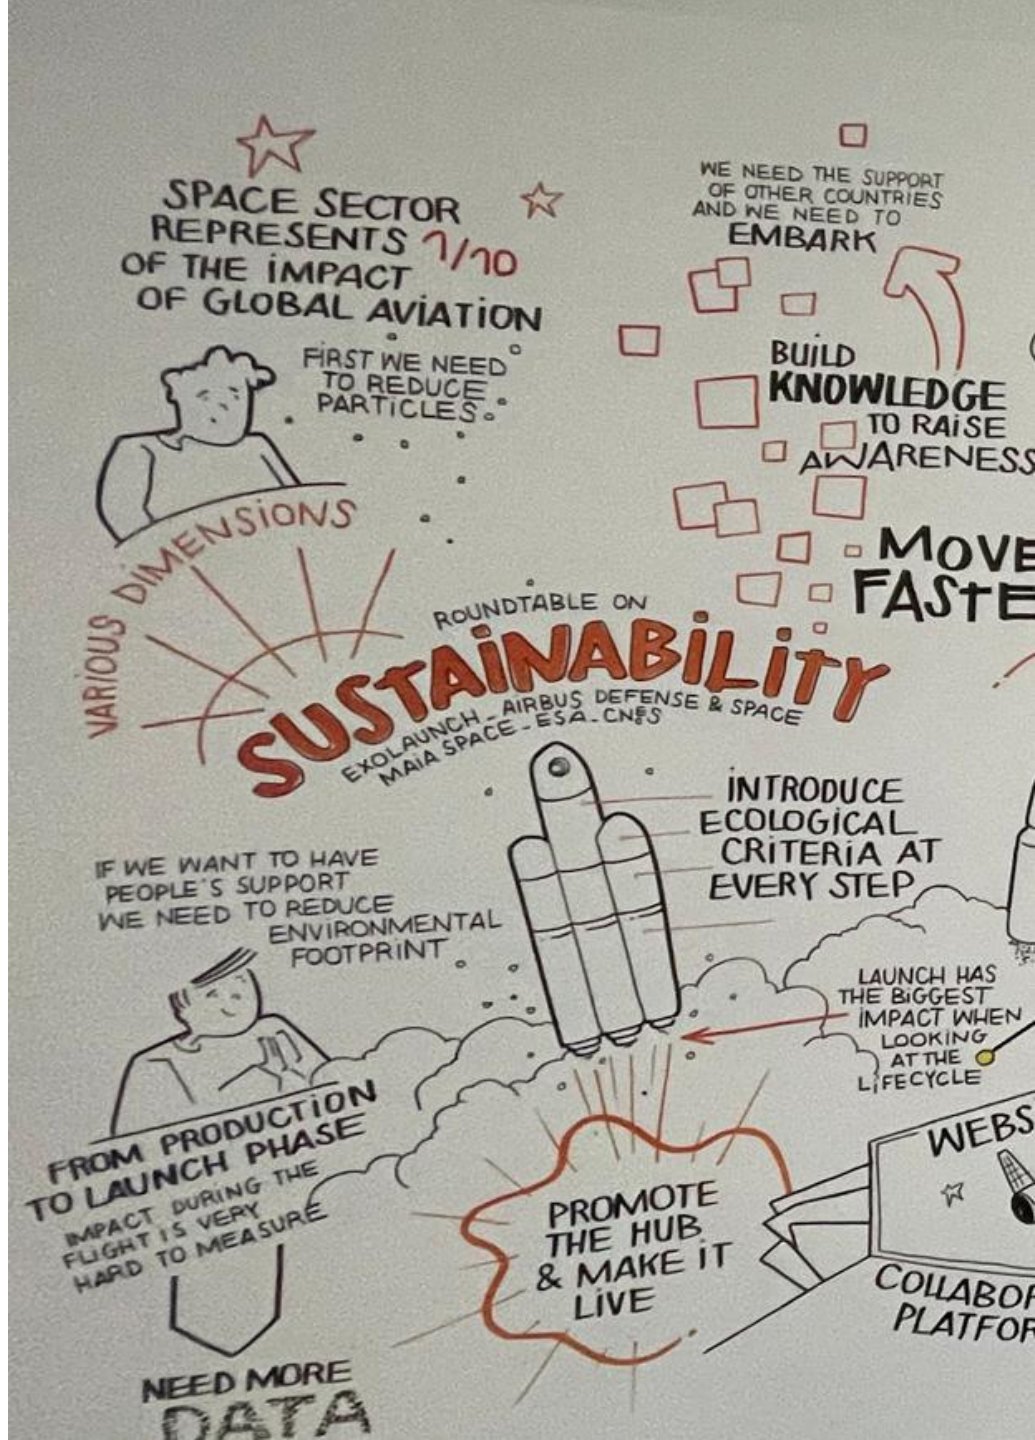 SPACE SECTOR
REPRESENTS 1/10
OF THE IMPACT
OF GLOBAL AVIATION
FIRST WE NEED
TO REDUCE
PARTICLES
VARIOUS DIMENSIONS
WE NEED THE SUPPORT
OF OTHER COUNTRIES
AND WE NEED TO
EMBARK
BUILD
KNOWLEDGE
TO RAISE
AWARENESS
MOVE
FASTE
ROUNDTABLE ON
SUSTAINABILITY
EXOLAUNCH - AIRBUS DEFENSE & SPACE
MAIA SPACE - ESA - CNES
INTRODUCE
ECOLOGICAL
CRITERIA AT
EVERY STEP
IF WE WANT TO HAVE
PEOPLE'S SUPPORT
WE NEED TO REDUCE
ENVIRONMENTAL
FOOTPRINT
LAUNCH HAS
THE BIGGEST
IMPACT WHEN
LOOKING
AT THE
LIFECYCLE
FROM PRODUCTION
TO LAUNCH PHASE
IMPACT DURING THE
FLIGHT IS VERY
HARD TO MEASURE
NEED MORE
DATA
PROMOTE
THE HUB
& MAKE IT
LIVE
WEBS
COLLABOR
PLATFOR